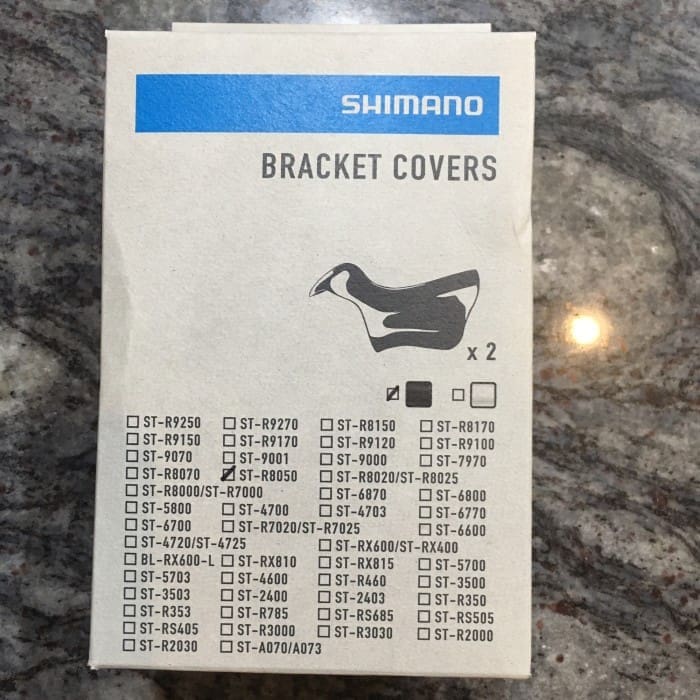 SHIMANO
BRACKET COVERS
x 2
ST-R9250 ST-R9270 ST-R8150 ST-R8170
ST-R9150 ST-R9170 ST-R9120 ST-R9100
ST-9070 ST-9001 ST-9000 ST-7970
ST-R8070 ST-R8050 ST-R8020/ST-R8025
ST-R8000/ST-R7000 ST-6870 ST-6800
ST-5800 ST-4700 ST-4703 ST-6770
ST-6700 ST-R7020/ST-R7025 ST-6600
ST-4720/ST-4725 ST-RX600/ST-RX400
BL-RX600-L ST-RX810 ST-RX815 ST-5700
ST-5703 ST-4600 ST-R460 ST-3500
ST-3503 ST-2400 ST-2403 ST-R350
ST-R353 ST-R785 ST-RS685 ST-RS505
ST-RS405 ST-R3000 ST-R3030 ST-R2000
ST-R2030 ST-A070/A073